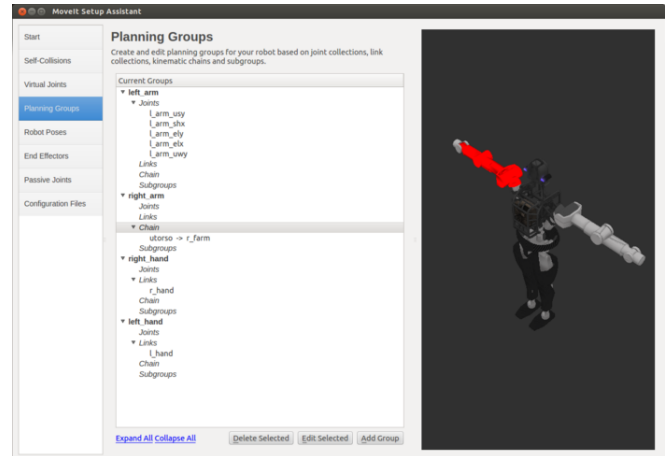 MoveIt Setup Assistant
Start
Self-Collisions
Virtual Joints
Planning Groups
Robot Poses
End Effectors
Passive Joints
Configuration Files
Planning Groups
Create and edit planning groups for your robot based on joint collections, link
collections, kinematic chains and subgroups.
Current Groups
left_arm
Joints
l_arm_usy
l_arm_shx
l_arm_ely
l_arm_elx
l_arm_uwy
Links
Chain
Subgroups
right_arm
Joints
Links
Chain
utorso -> r_farm
Subgroups
right_hand
Joints
Links
r_hand
Chain
Subgroups
left_hand
Joints
Links
l_hand
Chain
Subgroups
Expand All Collapse All
Delete Selected
Edit Selected
Add Group